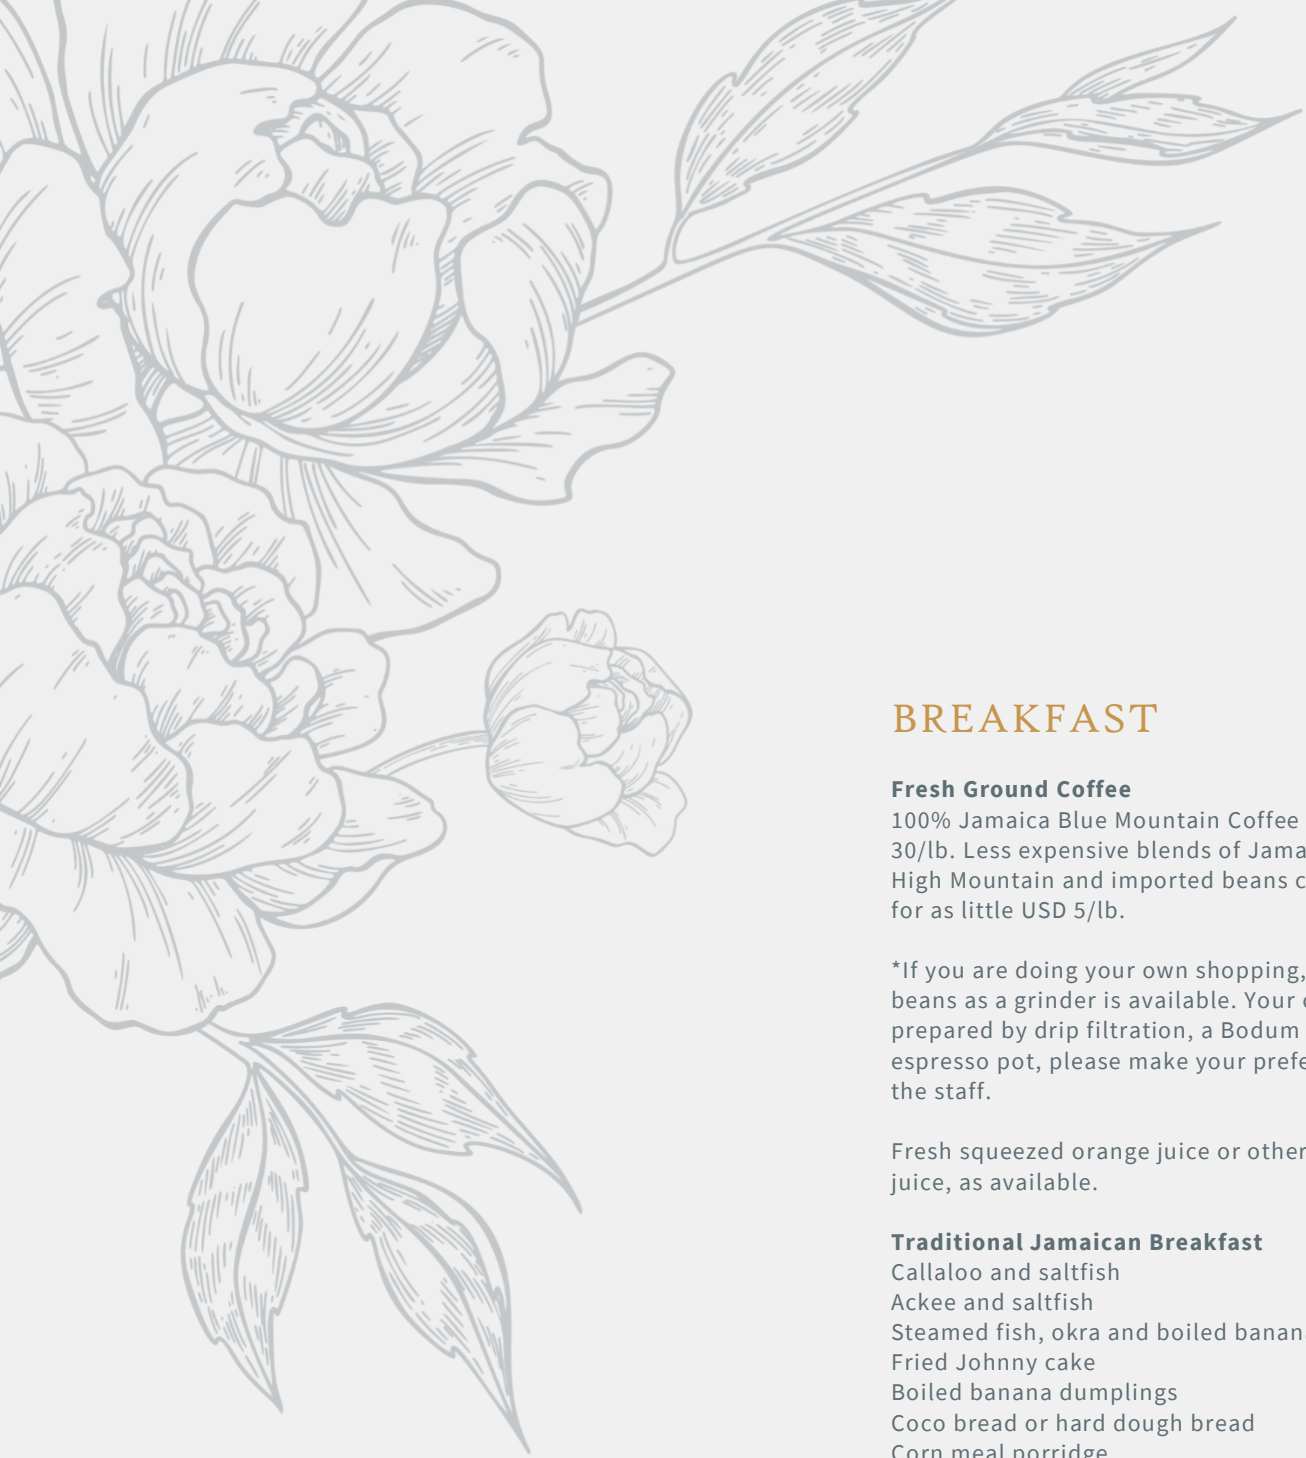 BREAKFAST
Fresh Ground Coffee
100% Jamaica Blue Mountain Coffee
30/lb. Less expensive blends of
High Mountain and imported beans
for as little USD 5/lb.
*If you are doing your own shopping,
beans as a grinder is available. Your
prepared by drip filtration, a Bodum
espresso pot, please make your
the staff.
Fresh squeezed orange juice or other
juice, as available.
Traditional Jamaican Breakfast
Callaloo and saltfish
Ackee and saltfish
Steamed fish, okra and boiled
Fried Johnny cake
Boiled banana dumplings
Coco bread or hard dough bread
Corn meal porridge